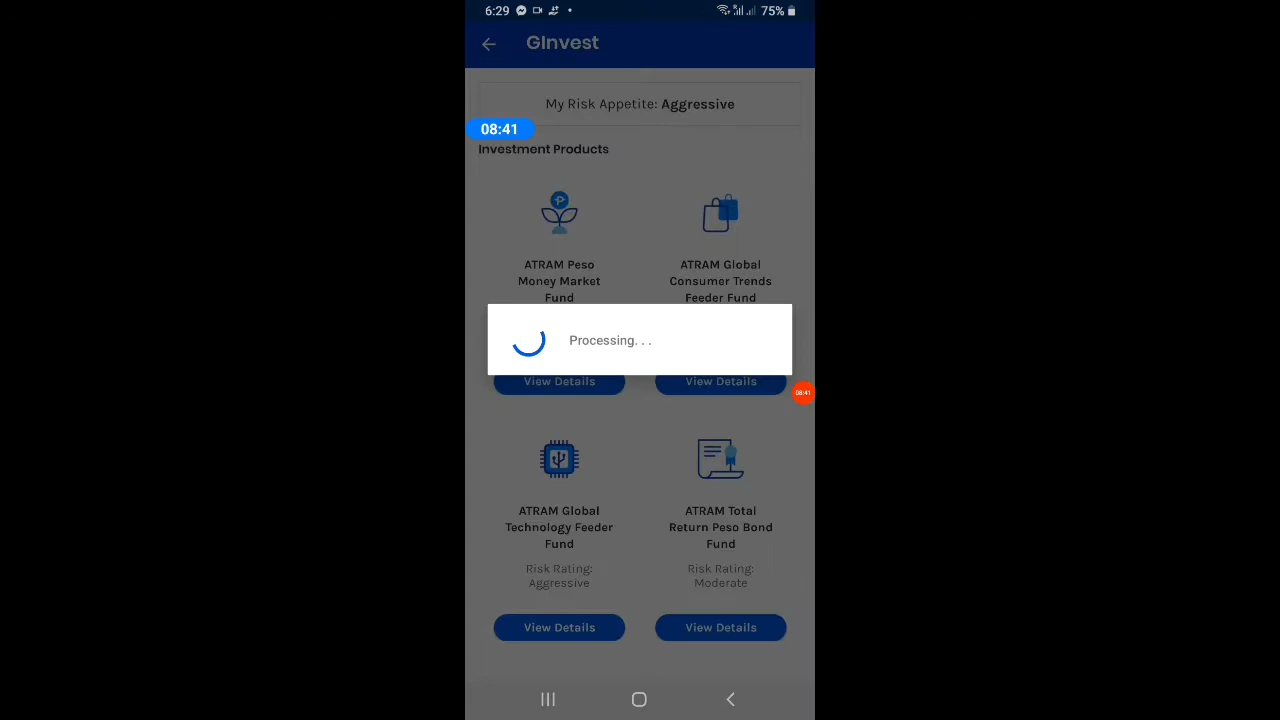 6:29 75%
GInvest
My Risk Appetite: Aggressive
08:41
Investment Products
ATRAM Peso
Money Market
Fund
ATRAM Global
Consumer Trends
Feeder Fund
Processing. . .
View Details
View Details
08:41
ATRAM Global
Technology Feeder
Fund
Risk Rating:
Aggressive
ATRAM Total
Return Peso Bond
Fund
Risk Rating:
Moderate
View Details
View Details